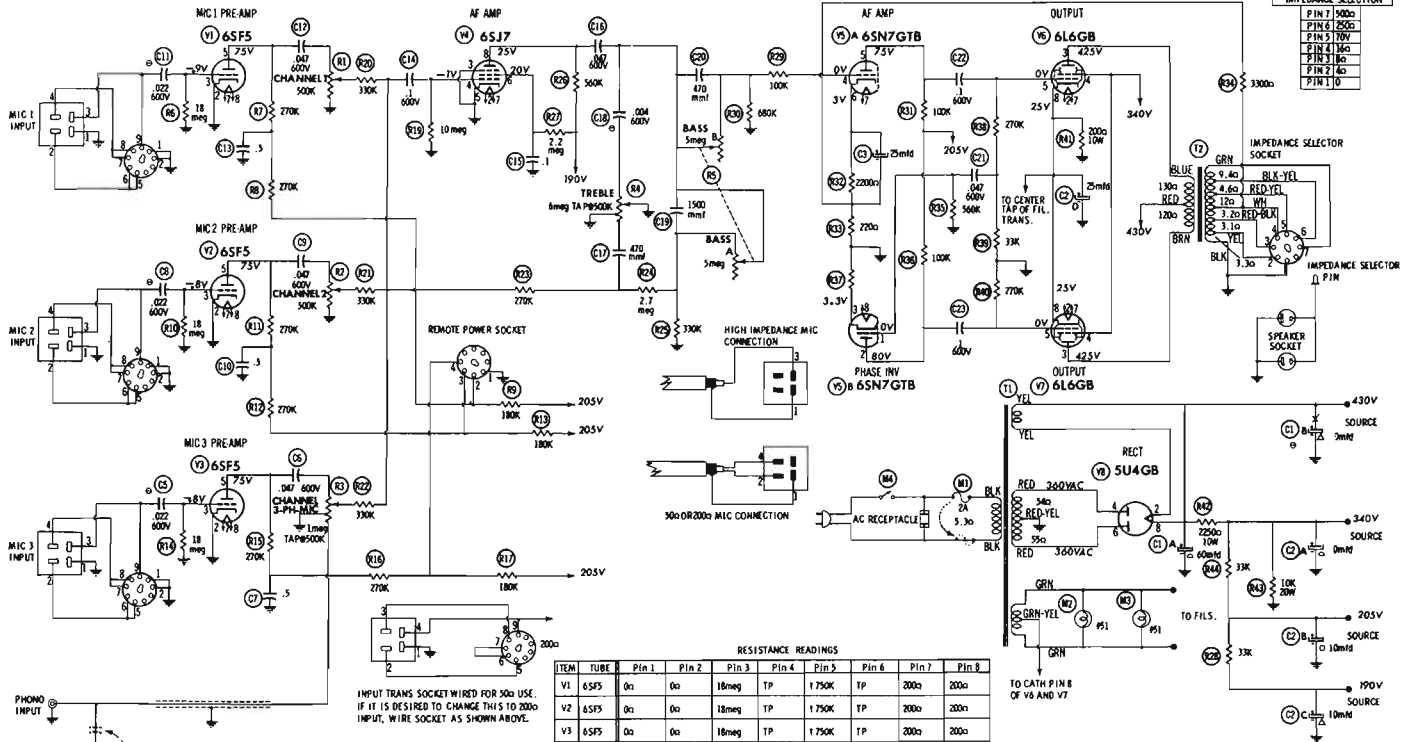 MIC 1 PRE-AMP
V1 6SF5
75V
C12
.047
600V
CHANNEL 1
500K
R1
R20
330K
C14
.1
600V
C11
.022
600V
-.9V
R6
18
meg
R7
270K
C13
.5
R8
270K
MIC 1
INPUT
AF AMP
V4 6SJ7
25V
20V
-1V
R19
10 meg
R27
2.2
meg
C15
.1
R26
560K
190V
C16
.047
600V
C18
.004
600V
TREBLE
R4
6meg TAP@500K
C17
470
mmf
C20
470
mmf
R30
680K
R29
100K
BASS
5meg
B
R5
C19
1500
mmf
BASS
A
5meg
R24
2.7
meg
R25
330K
AF AMP
V5 A 6SN7GTB
75V
0V
3V
C3
25mfd
R32
2200Ω
R33
220Ω
R37
3.3V
0V
80V
PHASE INV
V5 B 6SN7GTB
R31
100K
205V
R36
100K
R35
560K
C22
.1
600V
C21
.047
600V
C23
.1
600V
R38
270K
R39
33K
R40
270K
TO CENTER
TAP OF FIL.
TRANS.
OUTPUT
V6
6L6GB
425V
0V
25V
340V
R41
200Ω
10W
C2
D
25mfd
25V
0V
425V
OUTPUT
V7 6L6GB
IMPEDANCE SELECTION
PIN 7 500Ω
PIN 6 250Ω
PIN 5 70V
PIN 4 16Ω
PIN 3 8Ω
PIN 2 4Ω
PIN 1 0
R34
3300Ω
T2
IMPEDANCE SELECTOR
SOCKET
BLUE
130Ω
RED
120Ω
BRN
430V
GRN
9.4Ω
BLK-YEL
4.6Ω
RED-YEL
12Ω
WH
3.2Ω
RED-BLK
3.1Ω
YEL
BLK
3.3Ω
IMPEDANCE SELECTOR
PIN
SPEAKER
SOCKET
MIC 2 PRE-AMP
V2 6SF5
75V
C9
.047
600V
CHANNEL 2
500K
R2
R21
330K
R23
270K
C8
.022
600V
-.8V
R10
18
meg
R11
270K
C10
.5
R12
270K
MIC 2
INPUT
REMOTE POWER SOCKET
R9
180K
205V
R13
180K
205V
HIGH IMPEDANCE MIC
CONNECTION
50Ω OR 200Ω MIC CONNECTION
MIC 3 PRE-AMP
V3 6SF5
75V
C6
.047 600V
CHANNEL
3-PH-MIC
1meg
TAP@500K
R3
R22
330K
C5
.022
600V
-.8V
R14
18
meg
R15
270K
C7
.5
R16
270K
R17
180K
205V
MIC 3
INPUT
PHONO
INPUT
200Ω
INPUT TRANS SOCKET WIRED FOR 50Ω USE.
IF IT IS DESIRED TO CHANGE THIS TO 200Ω
INPUT, WIRE SOCKET AS SHOWN ABOVE.
M4
AC RECEPTACLE
M1
2A
5.3Ω
BLK
BLK
T1
YEL
YEL
RED
360VAC
54Ω
RED-YEL
55Ω
RED
360VAC
RECT
V8 5U4GB
GRN
GRN-YEL
GRN
M2
#51
M3
#51
TO FILS.
TO CATH PIN 8
OF V6 AND V7
C1 A
60mfd
R42
2250Ω
10W
R44
33K
R43
10K
20W
R28
33K
430V
SOURCE
C1 B
340V
SOURCE
C2 A
205V
SOURCE
C2 B
10mfd
190V
SOURCE
C2 C
10mfd
RESISTANCE READINGS
ITEM TUBE Pin 1 Pin 2 Pin 3 Pin 4 Pin 5 Pin 6 Pin 7 Pin 8
V1 6SF5 0Ω 0Ω 18meg TP †750K TP 200Ω 200Ω
V2 6SF5 0Ω 0Ω 18meg TP †750K TP 200Ω 200Ω
V3 6SF5 0Ω 0Ω 18meg TP †750K TP 200Ω 200Ω